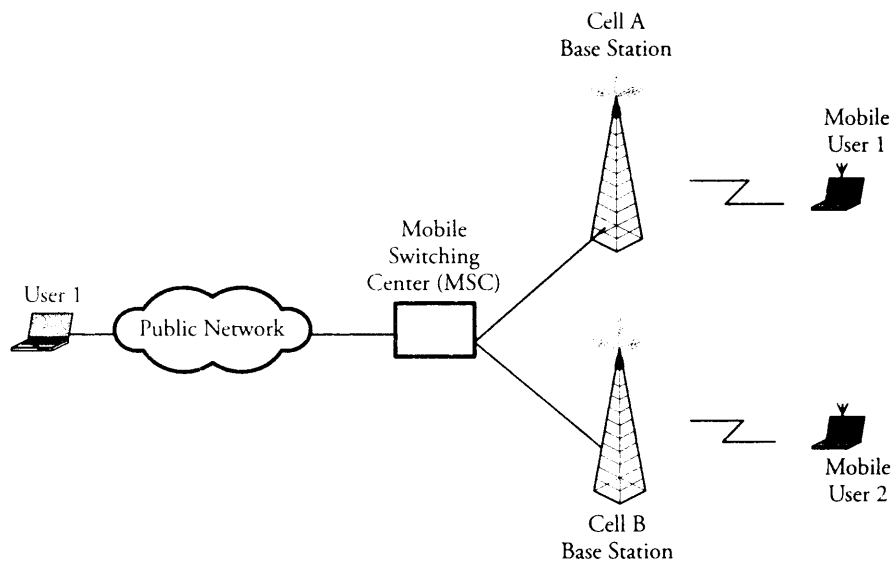 Cell A
Base Station
Mobile
User 1
Mobile
Switching
Center (MSC)
User 1
Public Network
Mobile
User 2
Cell B
Base Station